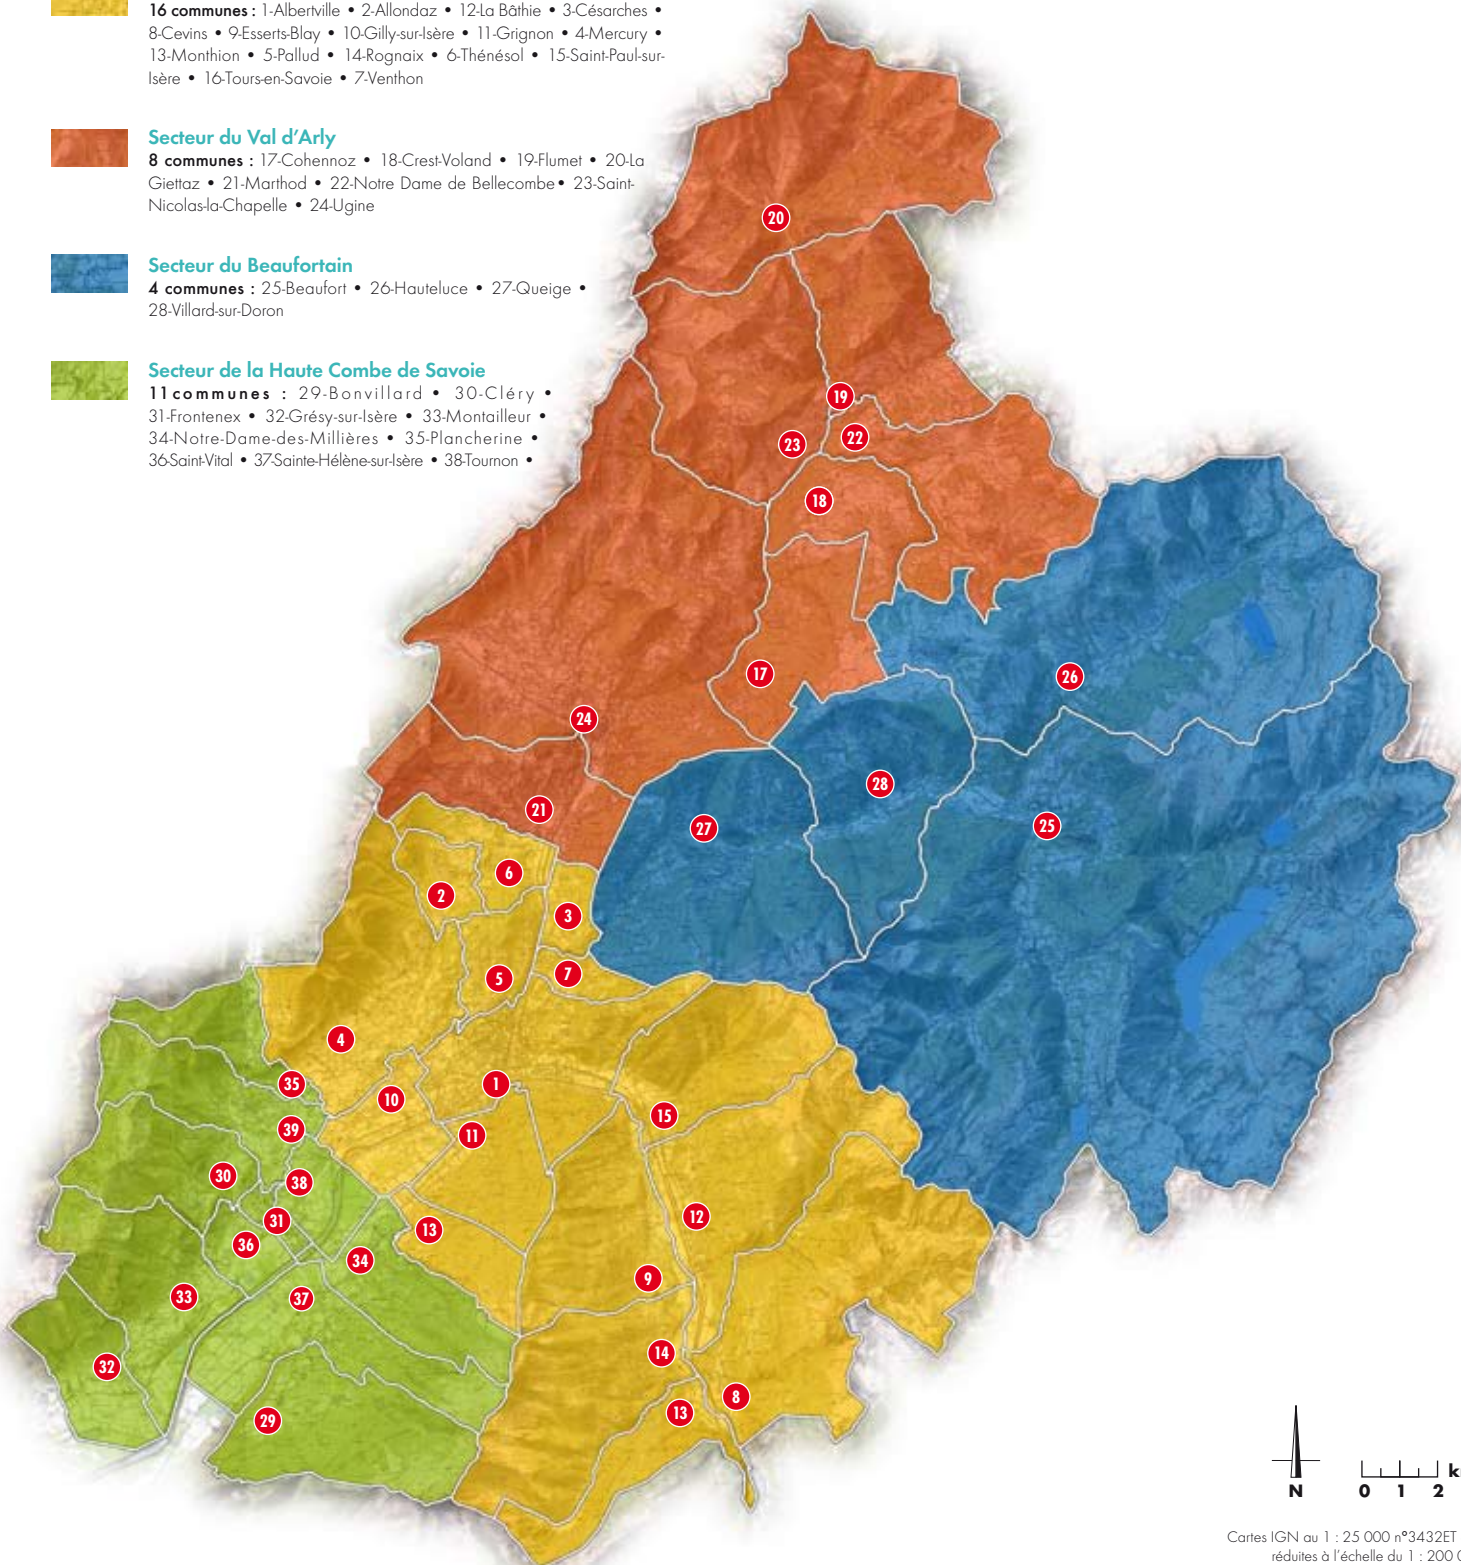 16 communes : 1-Albertville • 2-Allondaz • 12-La Bâthie • 3-Césarches •
8-Cevins • 9-Esserts-Blay • 10-Gilly-sur-Isère • 11-Grignon • 4-Mercury •
13-Monthion • 5-Pallud • 14-Rognaix • 6-Thénésol • 15-Saint-Paul-sur-
Isère • 16-Tours-en-Savoie • 7-Venthon
Secteur du Val d'Arly
8 communes : 17-Cohennoz • 18-Crest-Voland • 19-Flumet • 20-La
Giettaz • 21-Marthod • 22-Notre Dame de Bellecombe • 23-Saint-
Nicolas-la-Chapelle • 24-Ugine
Secteur du Beaufortain
4 communes : 25-Beaufort • 26-Hauteluce • 27-Queige •
28-Villard-sur-Doron
Secteur de la Haute Combe de Savoie
11 communes : 29-Bonvillard • 30-Cléry •
31-Frontenex • 32-Grésy-sur-Isère • 33-Montailleur •
34-Notre-Dame-des-Millières • 35-Plancherine •
36-Saint-Vital • 37-Sainte-Hélène-sur-Isère • 38-Tournon •
20
19
23
22
18
17
26
24
28
21
27
25
6
2
3
7
5
4
35
1
10
15
39
11
30
38
12
31
13
36
34
9
33
37
14
32
8
13
29
N
0 1 2
Cartes IGN au 1 : 25 000 n°3432ET
réduites à l'échelle du 1 : 200